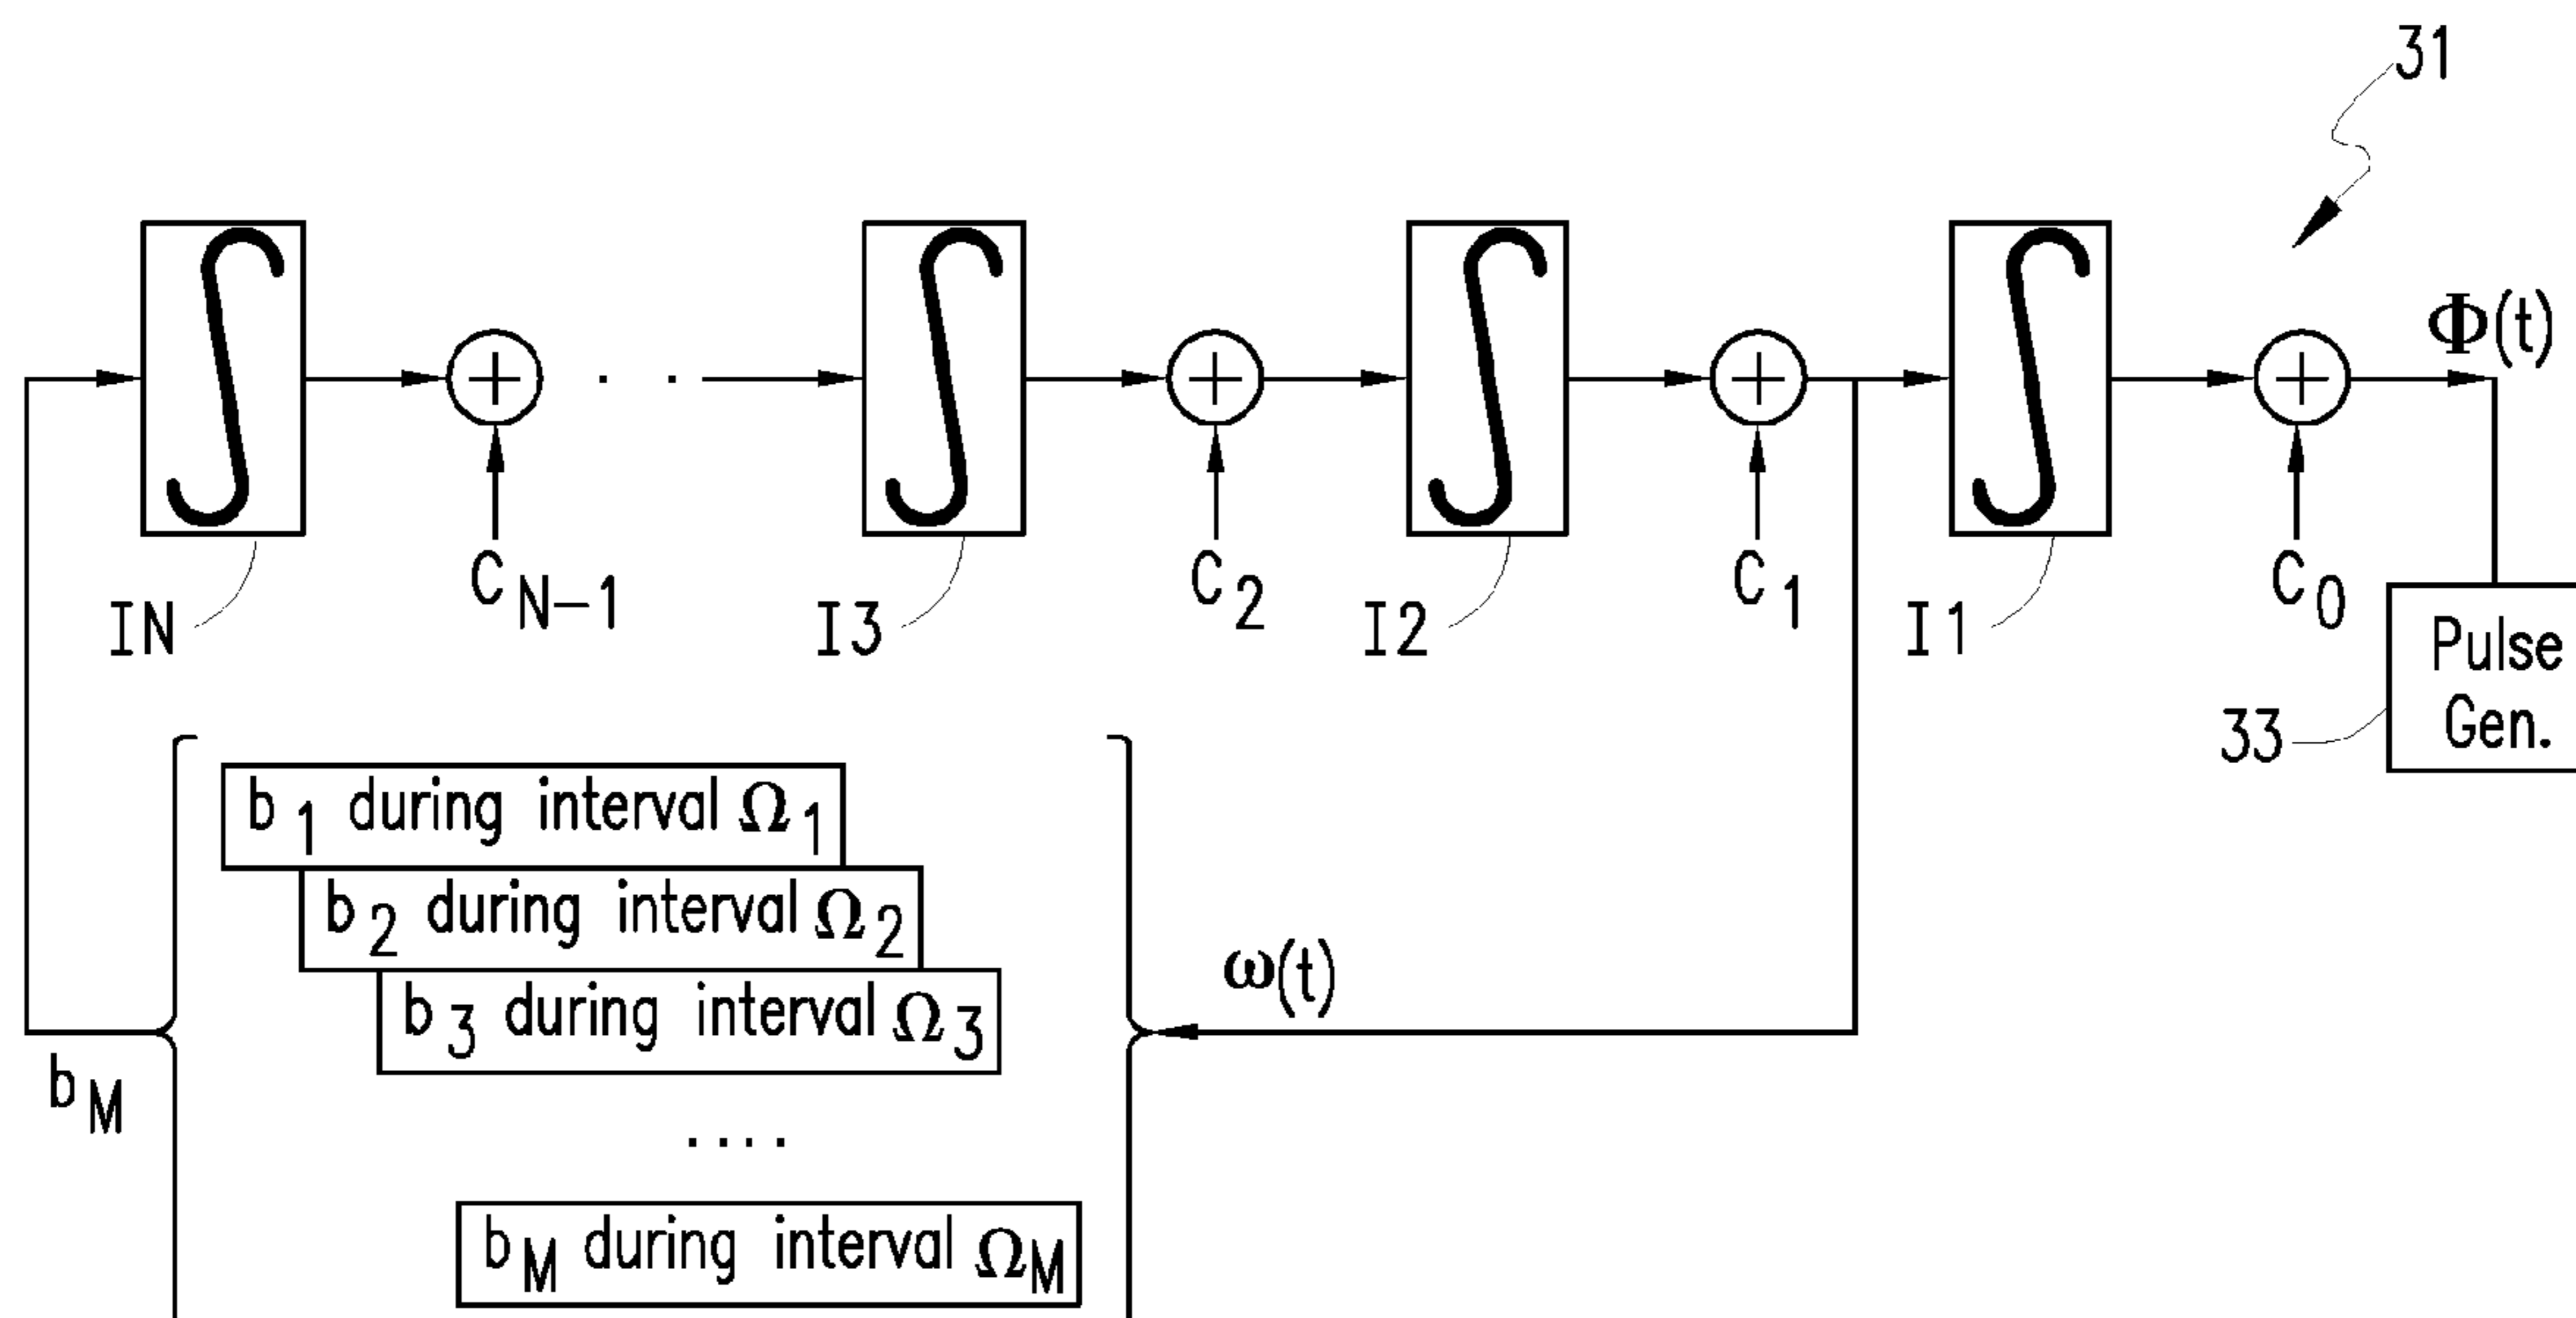 31
Φ(t)
C N-1
C 2
C 1
C 0
IN
I3
I2
I1
Pulse
Gen.
33
b 1 during interval Ω 1
b 2 during interval Ω 2
b 3 during interval Ω 3
ω(t)
b M
....
b M during interval Ω M